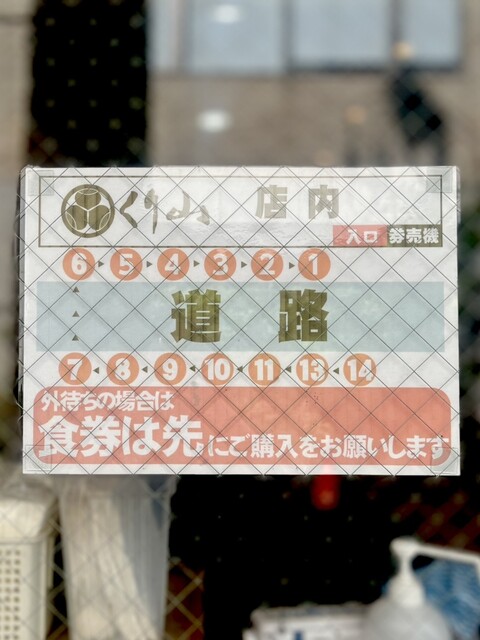 くり山 店内
入口 券売機
6 5 4 3 2 1
道路
7 8 9 10 11 13 14
外待ちの場合は
食券は先にご購入をお願いします